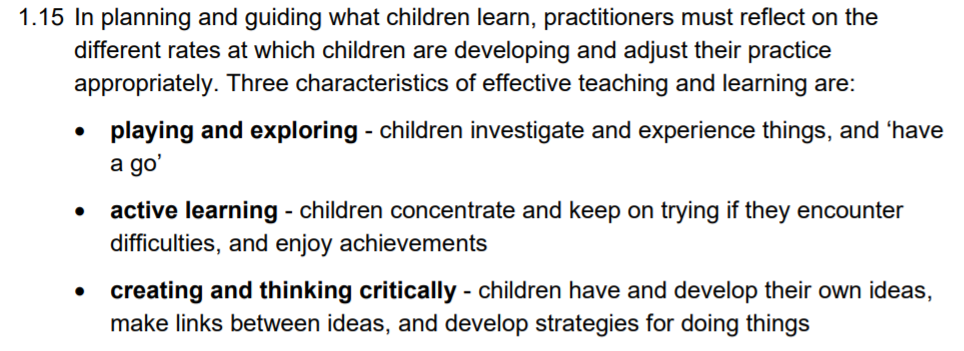 1.15 In planning and guiding what children learn, practitioners must reflect on the
different rates at which children are developing and adjust their practice
appropriately. Three characteristics of effective teaching and learning are:
• playing and exploring - children investigate and experience things, and ‘have
a go’
• active learning - children concentrate and keep on trying if they encounter
difficulties, and enjoy achievements
• creating and thinking critically - children have and develop their own ideas,
make links between ideas, and develop strategies for doing things